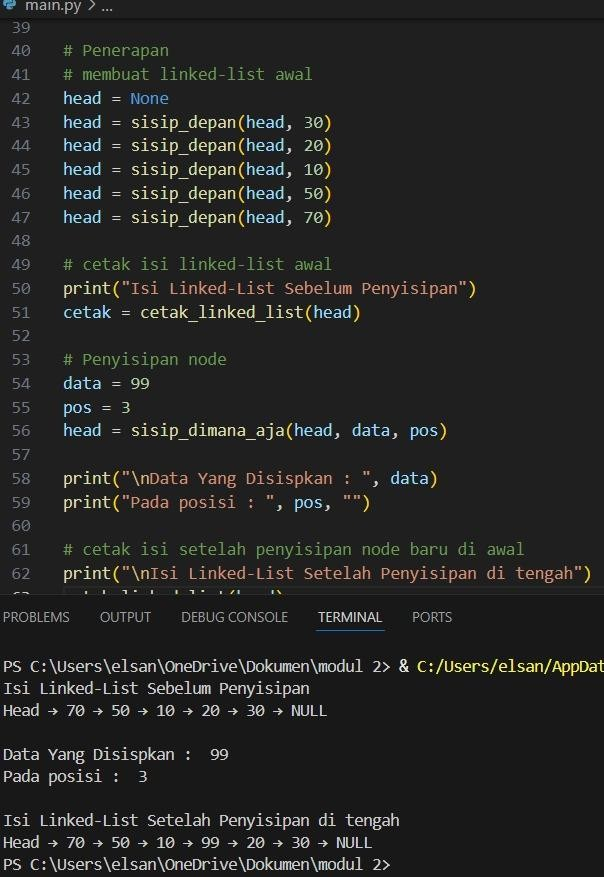 main.py > ...
39
40 # Penerapan
41 # membuat linked-list awal
42 head = None
43 head = sisip_depan(head, 30)
44 head = sisip_depan(head, 20)
45 head = sisip_depan(head, 10)
46 head = sisip_depan(head, 50)
47 head = sisip_depan(head, 70)
48
49 # cetak isi linked-list awal
50 print("Isi Linked-List Sebelum Penyisipan")
51 cetak = cetak_linked_list(head)
52
53 # Penyisipan node
54 data = 99
55 pos = 3
56 head = sisip_dimana_aja(head, data, pos)
57
58 print("\nData Yang Disispkan : ", data)
59 print("Pada posisi : ", pos, "")
60
61 # cetak isi setelah penyisipan node baru di awal
62 print("\nIsi Linked-List Setelah Penyisipan di tengah")
PROBLEMS OUTPUT DEBUG CONSOLE TERMINAL PORTS
PS C:\Users\elsan\OneDrive\Dokumen\modul 2> & C:/Users/elsan/AppDat
Isi Linked-List Sebelum Penyisipan
Head → 70 → 50 → 10 → 20 → 30 → NULL
Data Yang Disispkan :  99
Pada posisi :  3
Isi Linked-List Setelah Penyisipan di tengah
Head → 70 → 50 → 10 → 99 → 20 → 30 → NULL
PS C:\Users\elsan\OneDrive\Dokumen\modul 2>